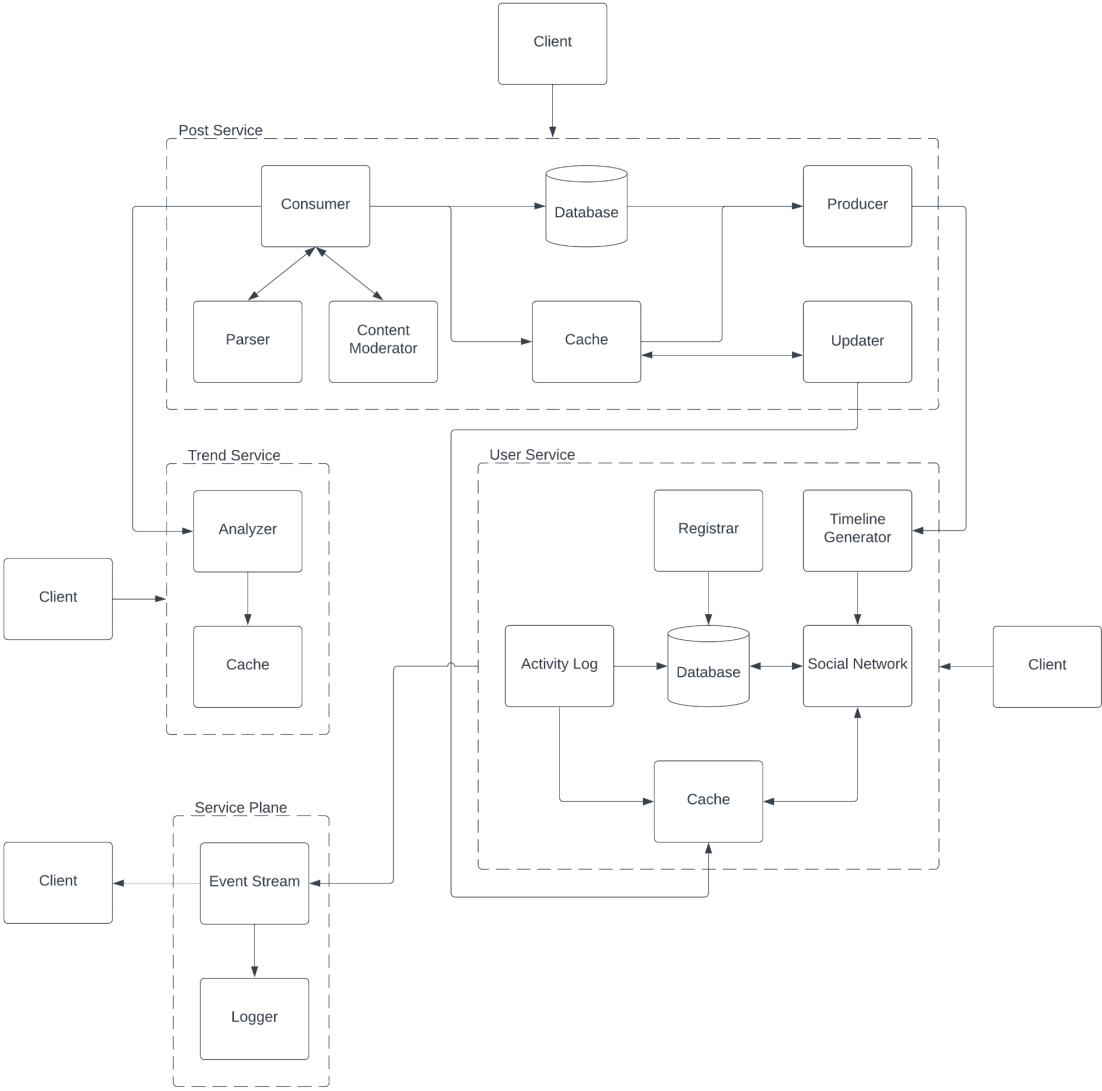 Client
Post Service
Consumer
Database
Producer
Parser
Content
Moderator
Cache
Updater
Trend Service
User Service
Analyzer
Registrar
Timeline
Generator
Client
Cache
Activity Log
Database
Social Network
Client
Cache
Service Plane
Client
Event Stream
Logger